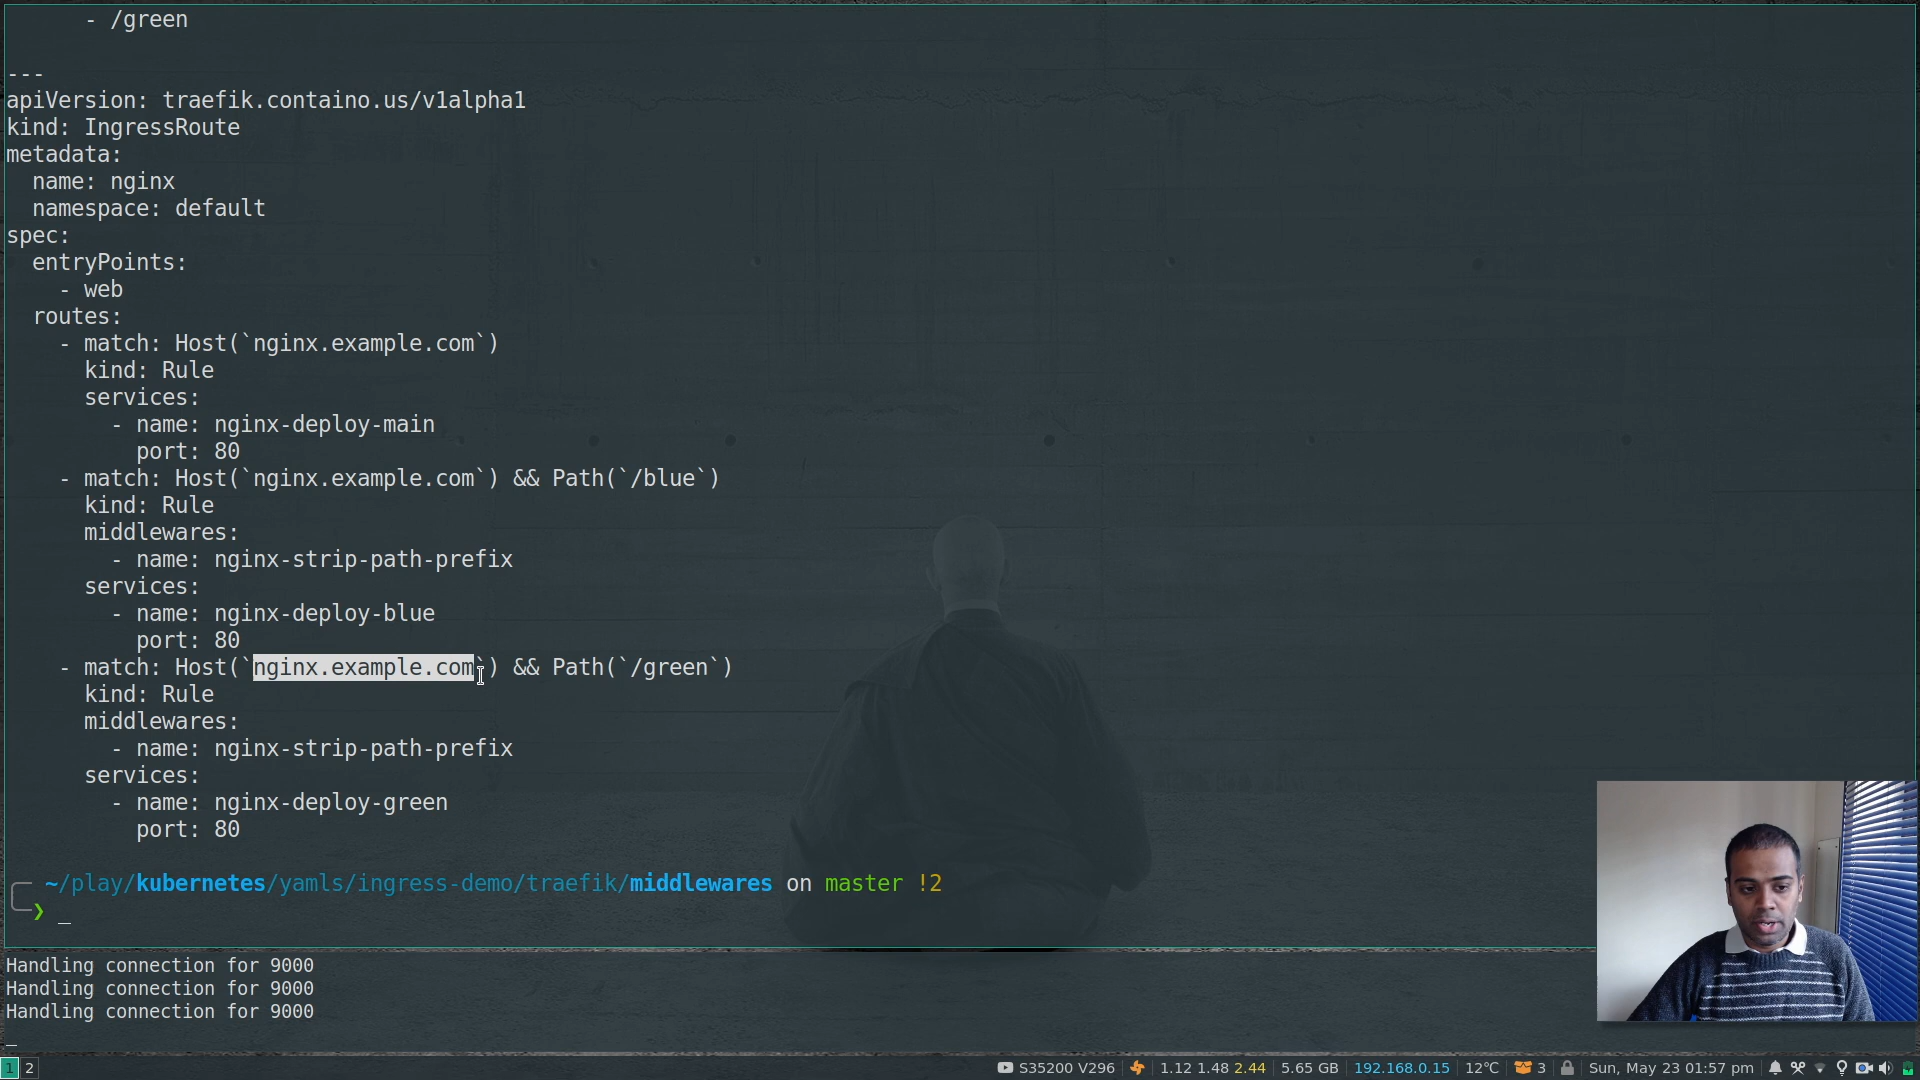 - /green

---
apiVersion: traefik.containo.us/v1alpha1
kind: IngressRoute
metadata:
  name: nginx
  namespace: default
spec:
  entryPoints:
    - web
  routes:
    - match: Host(`nginx.example.com`)
      kind: Rule
      services:
        - name: nginx-deploy-main
          port: 80
    - match: Host(`nginx.example.com`) && Path(`/blue`)
      kind: Rule
      middlewares:
        - name: nginx-strip-path-prefix
      services:
        - name: nginx-deploy-blue
          port: 80
    - match: Host(`nginx.example.com`) && Path(`/green`)
      kind: Rule
      middlewares:
        - name: nginx-strip-path-prefix
      services:
        - name: nginx-deploy-green
          port: 80

~/play/kubernetes/yamls/ingress-demo/traefik/middlewares on master !2
❯ _
Handling connection for 9000
Handling connection for 9000
Handling connection for 9000
_
1 2 S35200 V296 1.12 1.48 2.44 5.65 GB 192.168.0.15 12℃ 3 Sun, May 23 01:57 pm